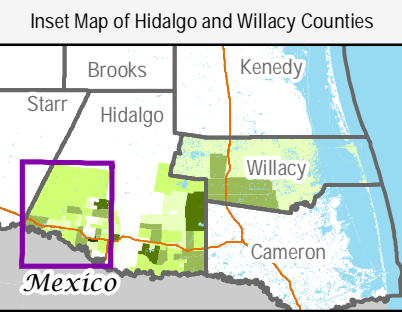 Inset Map of Hidalgo and Willacy Counties
Brooks
Kenedy
Starr
Hidalgo
Willacy
Cameron
Mexico